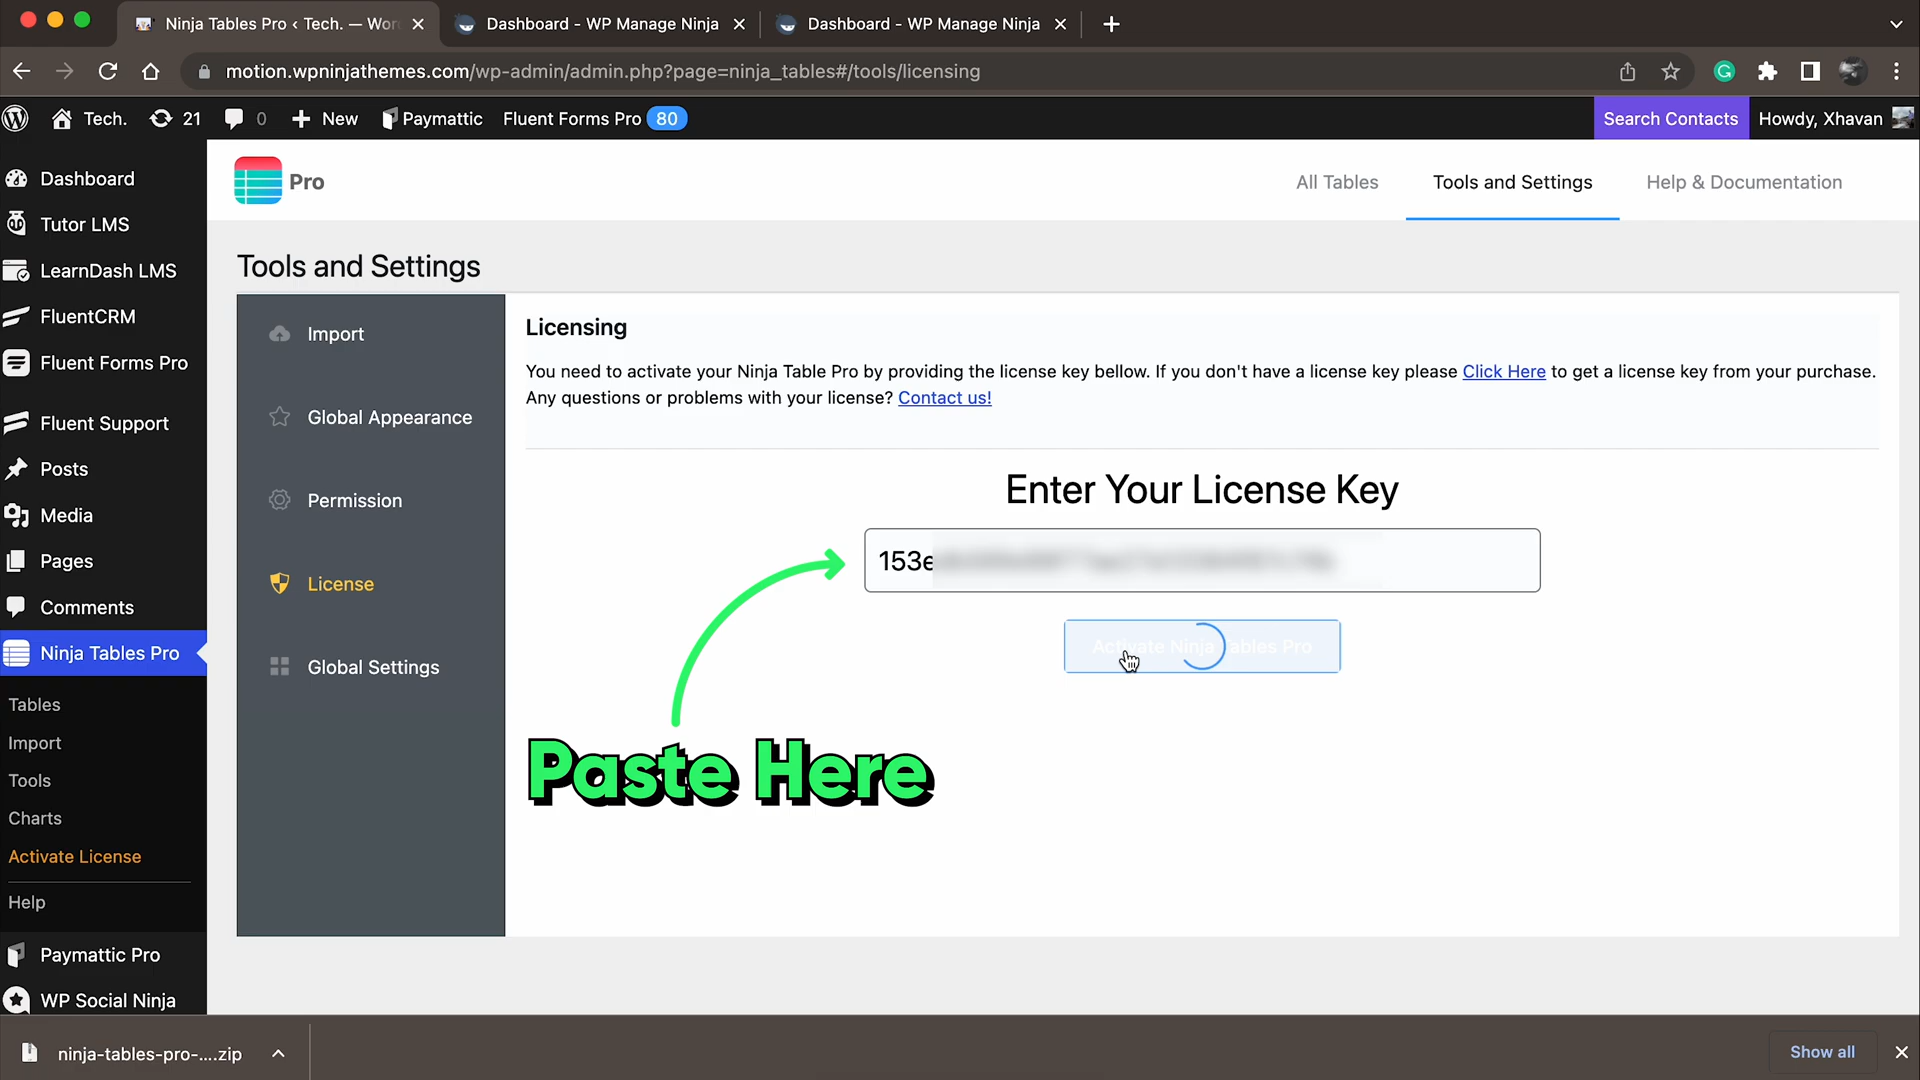 Ninja Tables Pro ‹ Tech. — Wor
Dashboard - WP Manage Ninja
Dashboard - WP Manage Ninja
motion.wpninjathemes.com/wp-admin/admin.php?page=ninja_tables#/tools/licensing
Tech.
21
0
New
Paymattic
Fluent Forms Pro
80
Search Contacts
Howdy, Xhavan
Dashboard
Tutor LMS
LearnDash LMS
FluentCRM
Fluent Forms Pro
Fluent Support
Posts
Media
Pages
Comments
Ninja Tables Pro
Tables
Import
Tools
Charts
Activate License
Help
Paymattic Pro
WP Social Ninja
Pro
All Tables
Tools and Settings
Help & Documentation
Tools and Settings
Import
Global Appearance
Permission
License
Global Settings
Licensing
You need to activate your Ninja Table Pro by providing the license key bellow. If you don't have a license key please Click Here to get a license key from your purchase.
Any questions or problems with your license? Contact us!
Enter Your License Key
153e
Activate Ninja Tables Pro
Paste Here
ninja-tables-pro-....zip
Show all